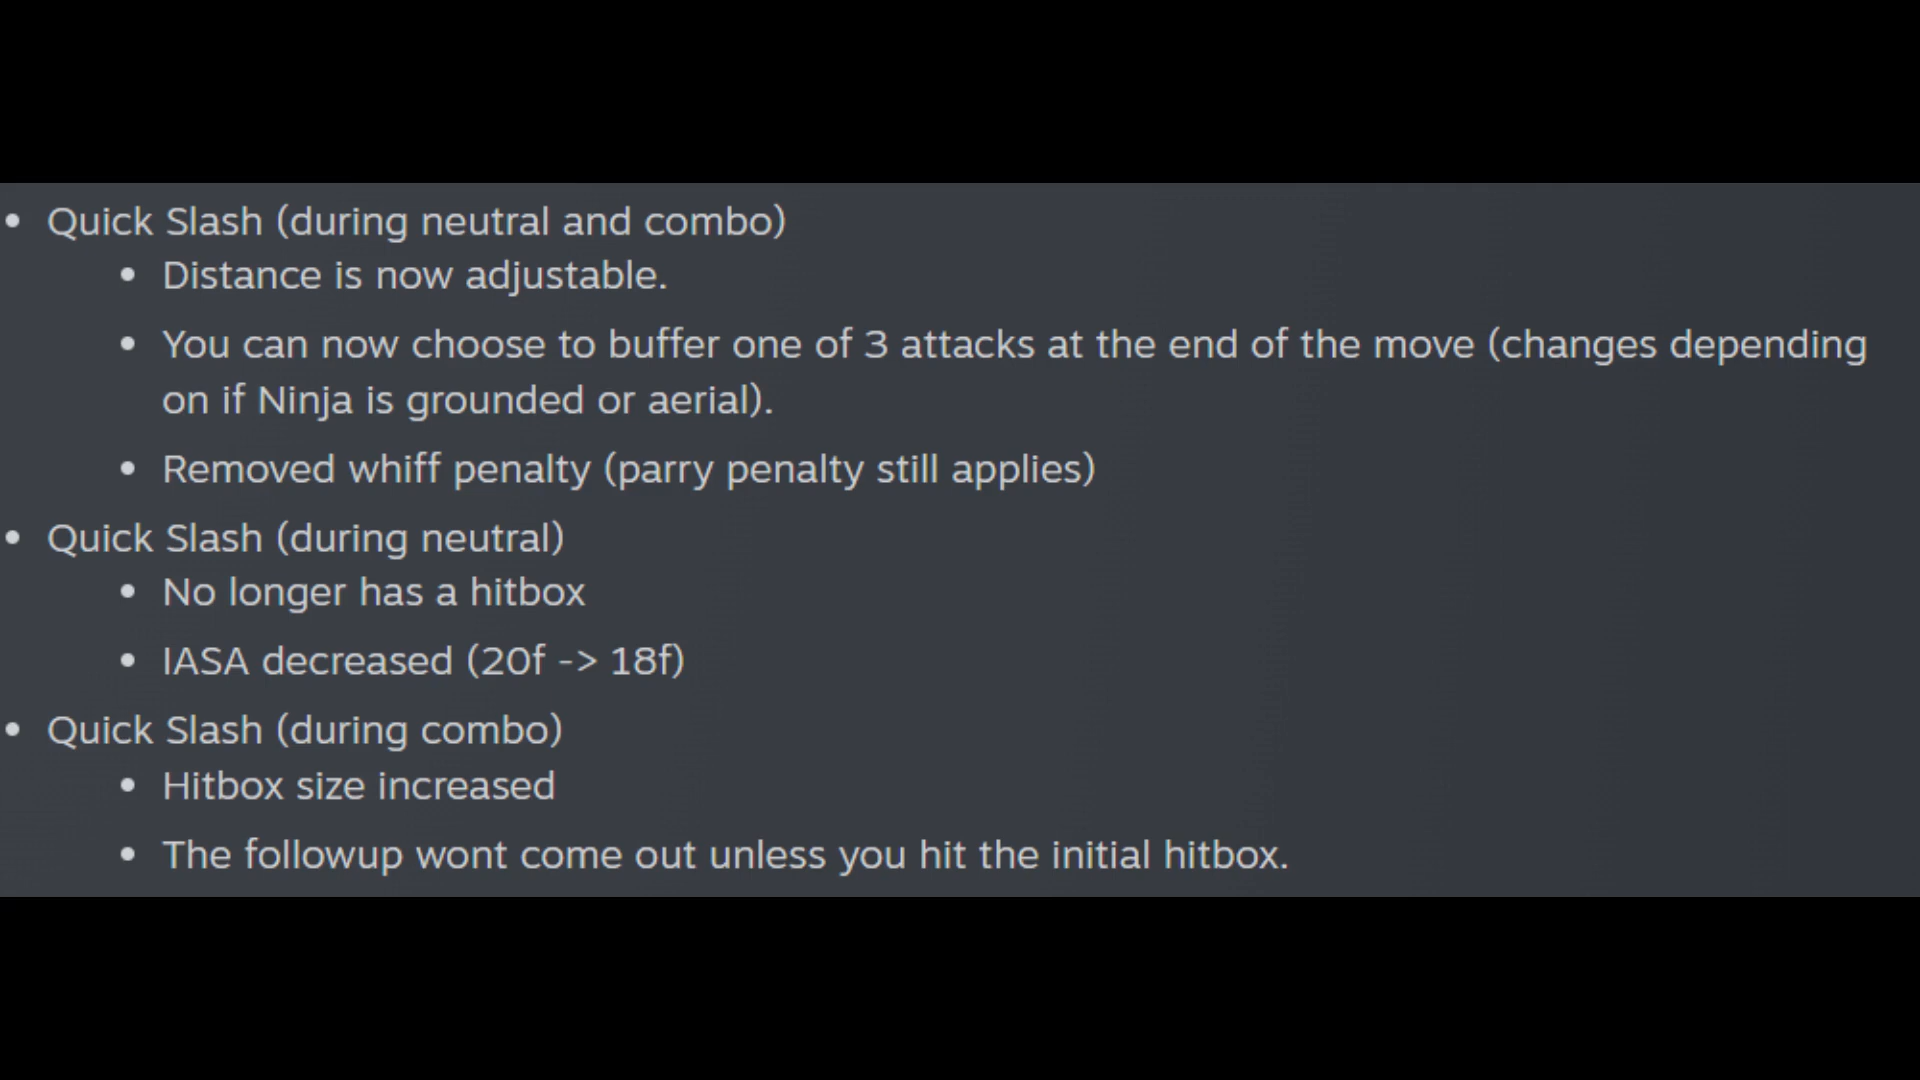 • Quick Slash (during neutral and combo)
• Distance is now adjustable.
• You can now choose to buffer one of 3 attacks at the end of the move (changes depending
on if Ninja is grounded or aerial).
• Removed whiff penalty (parry penalty still applies)
• Quick Slash (during neutral)
• No longer has a hitbox
• IASA decreased (20f -> 18f)
• Quick Slash (during combo)
• Hitbox size increased
• The followup wont come out unless you hit the initial hitbox.